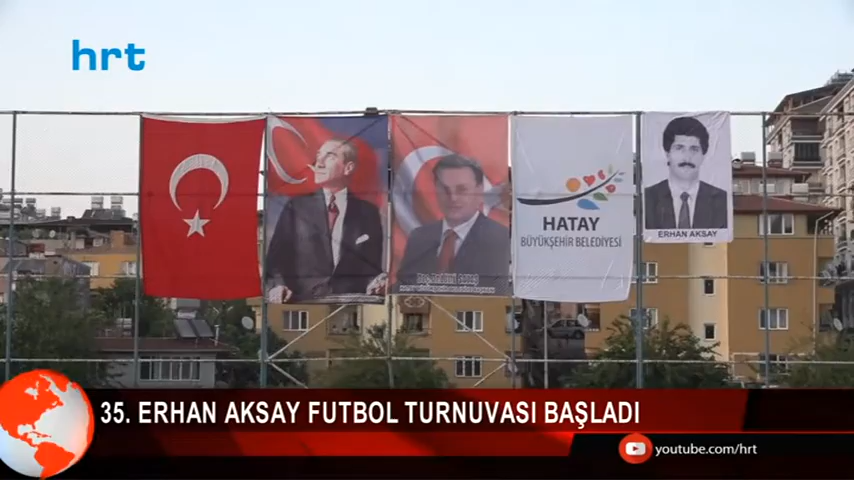 hrt
HATAY
BÜYÜKŞEHİR BELEDİYESİ
ERHAN AKSAY
35. ERHAN AKSAY FUTBOL TURNUVASI BAŞLADI
youtube.com/hrt